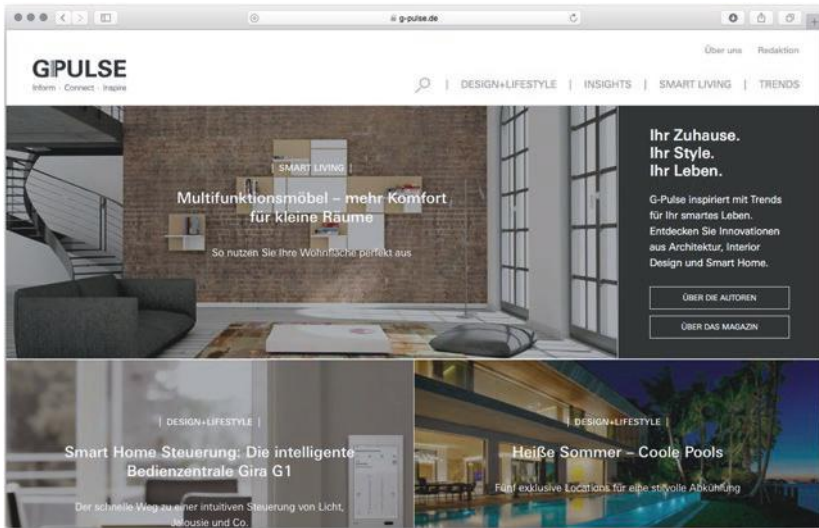 g-pulse.de
Über uns Redaktion
G PULSE
Inform · Connect · Inspire
| DESIGN+LIFESTYLE | INSIGHTS | SMART LIVING | TRENDS
| SMART LIVING |
Multifunktionsmöbel – mehr Komfort
für kleine Räume
So nutzen Sie Ihre Wohnfläche perfekt aus
Ihr Zuhause.
Ihr Style.
Ihr Leben.
G-Pulse inspiriert mit Trends
für Ihr smartes Leben.
Entdecken Sie Innovationen
aus Architektur, Interior
Design und Smart Home.
ÜBER DIE AUTOREN
ÜBER DAS MAGAZIN
| DESIGN+LIFESTYLE |
Smart Home Steuerung: Die intelligente
Bedienzentrale Gira G1
Der schnelle Weg zu einer intuitiven Steuerung von Licht,
Jalousie und Co.
| DESIGN+LIFESTYLE |
Heiße Sommer – Coole Pools
Fünf exklusive Locations für eine stilvolle Abkühlung